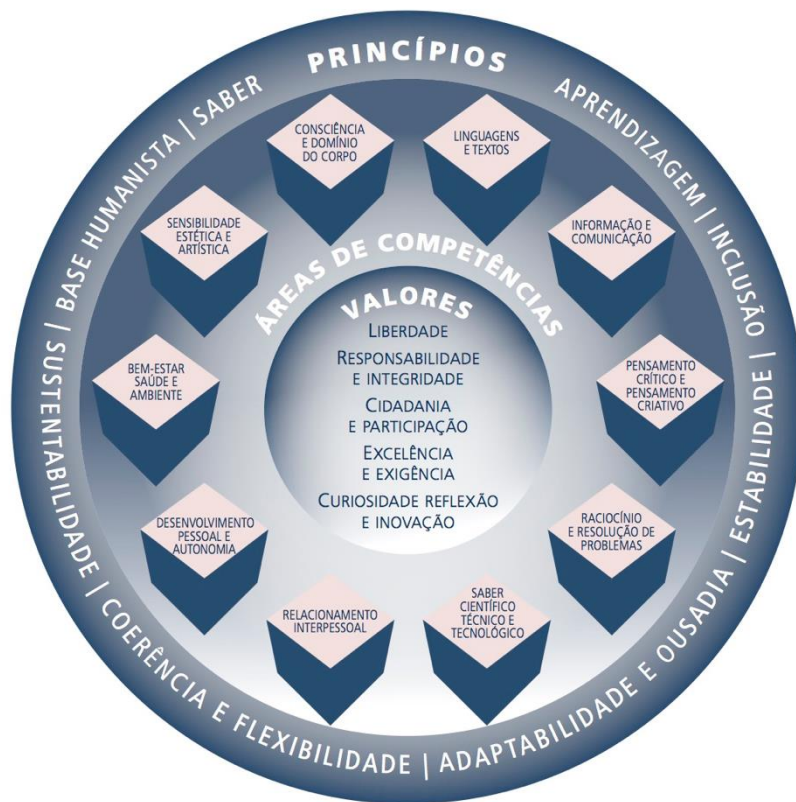 PRINCÍPIOS
APRENDIZAGEM | INCLUSÃO | ESTABILIDADE | ADAPTABILIDADE E OUSADIA | COERÊNCIA E FLEXIBILIDADE | SUSTENTABILIDADE | BASE HUMANISTA | SABER
ÁREAS DE COMPETÊNCIAS
LINGUAGENS
E TEXTOS
INFORMAÇÃO E
COMUNICAÇÃO
PENSAMENTO
CRÍTICO E
PENSAMENTO
CRIATIVO
RACIOCÍNIO
E RESOLUÇÃO DE
PROBLEMAS
SABER
CIENTÍFICO
TÉCNICO E
TECNOLÓGICO
RELACIONAMENTO
INTERPESSOAL
DESENVOLVIMENTO
PESSOAL E
AUTONOMIA
BEM-ESTAR
SAÚDE E
AMBIENTE
SENSIBILIDADE
ESTÉTICA E
ARTÍSTICA
CONSCIÊNCIA
E DOMÍNIO
DO CORPO
VALORES
LIBERDADE
RESPONSABILIDADE
E INTEGRIDADE
CIDADANIA
E PARTICIPAÇÃO
EXCELÊNCIA
E EXIGÊNCIA
CURIOSIDADE REFLEXÃO
E INOVAÇÃO